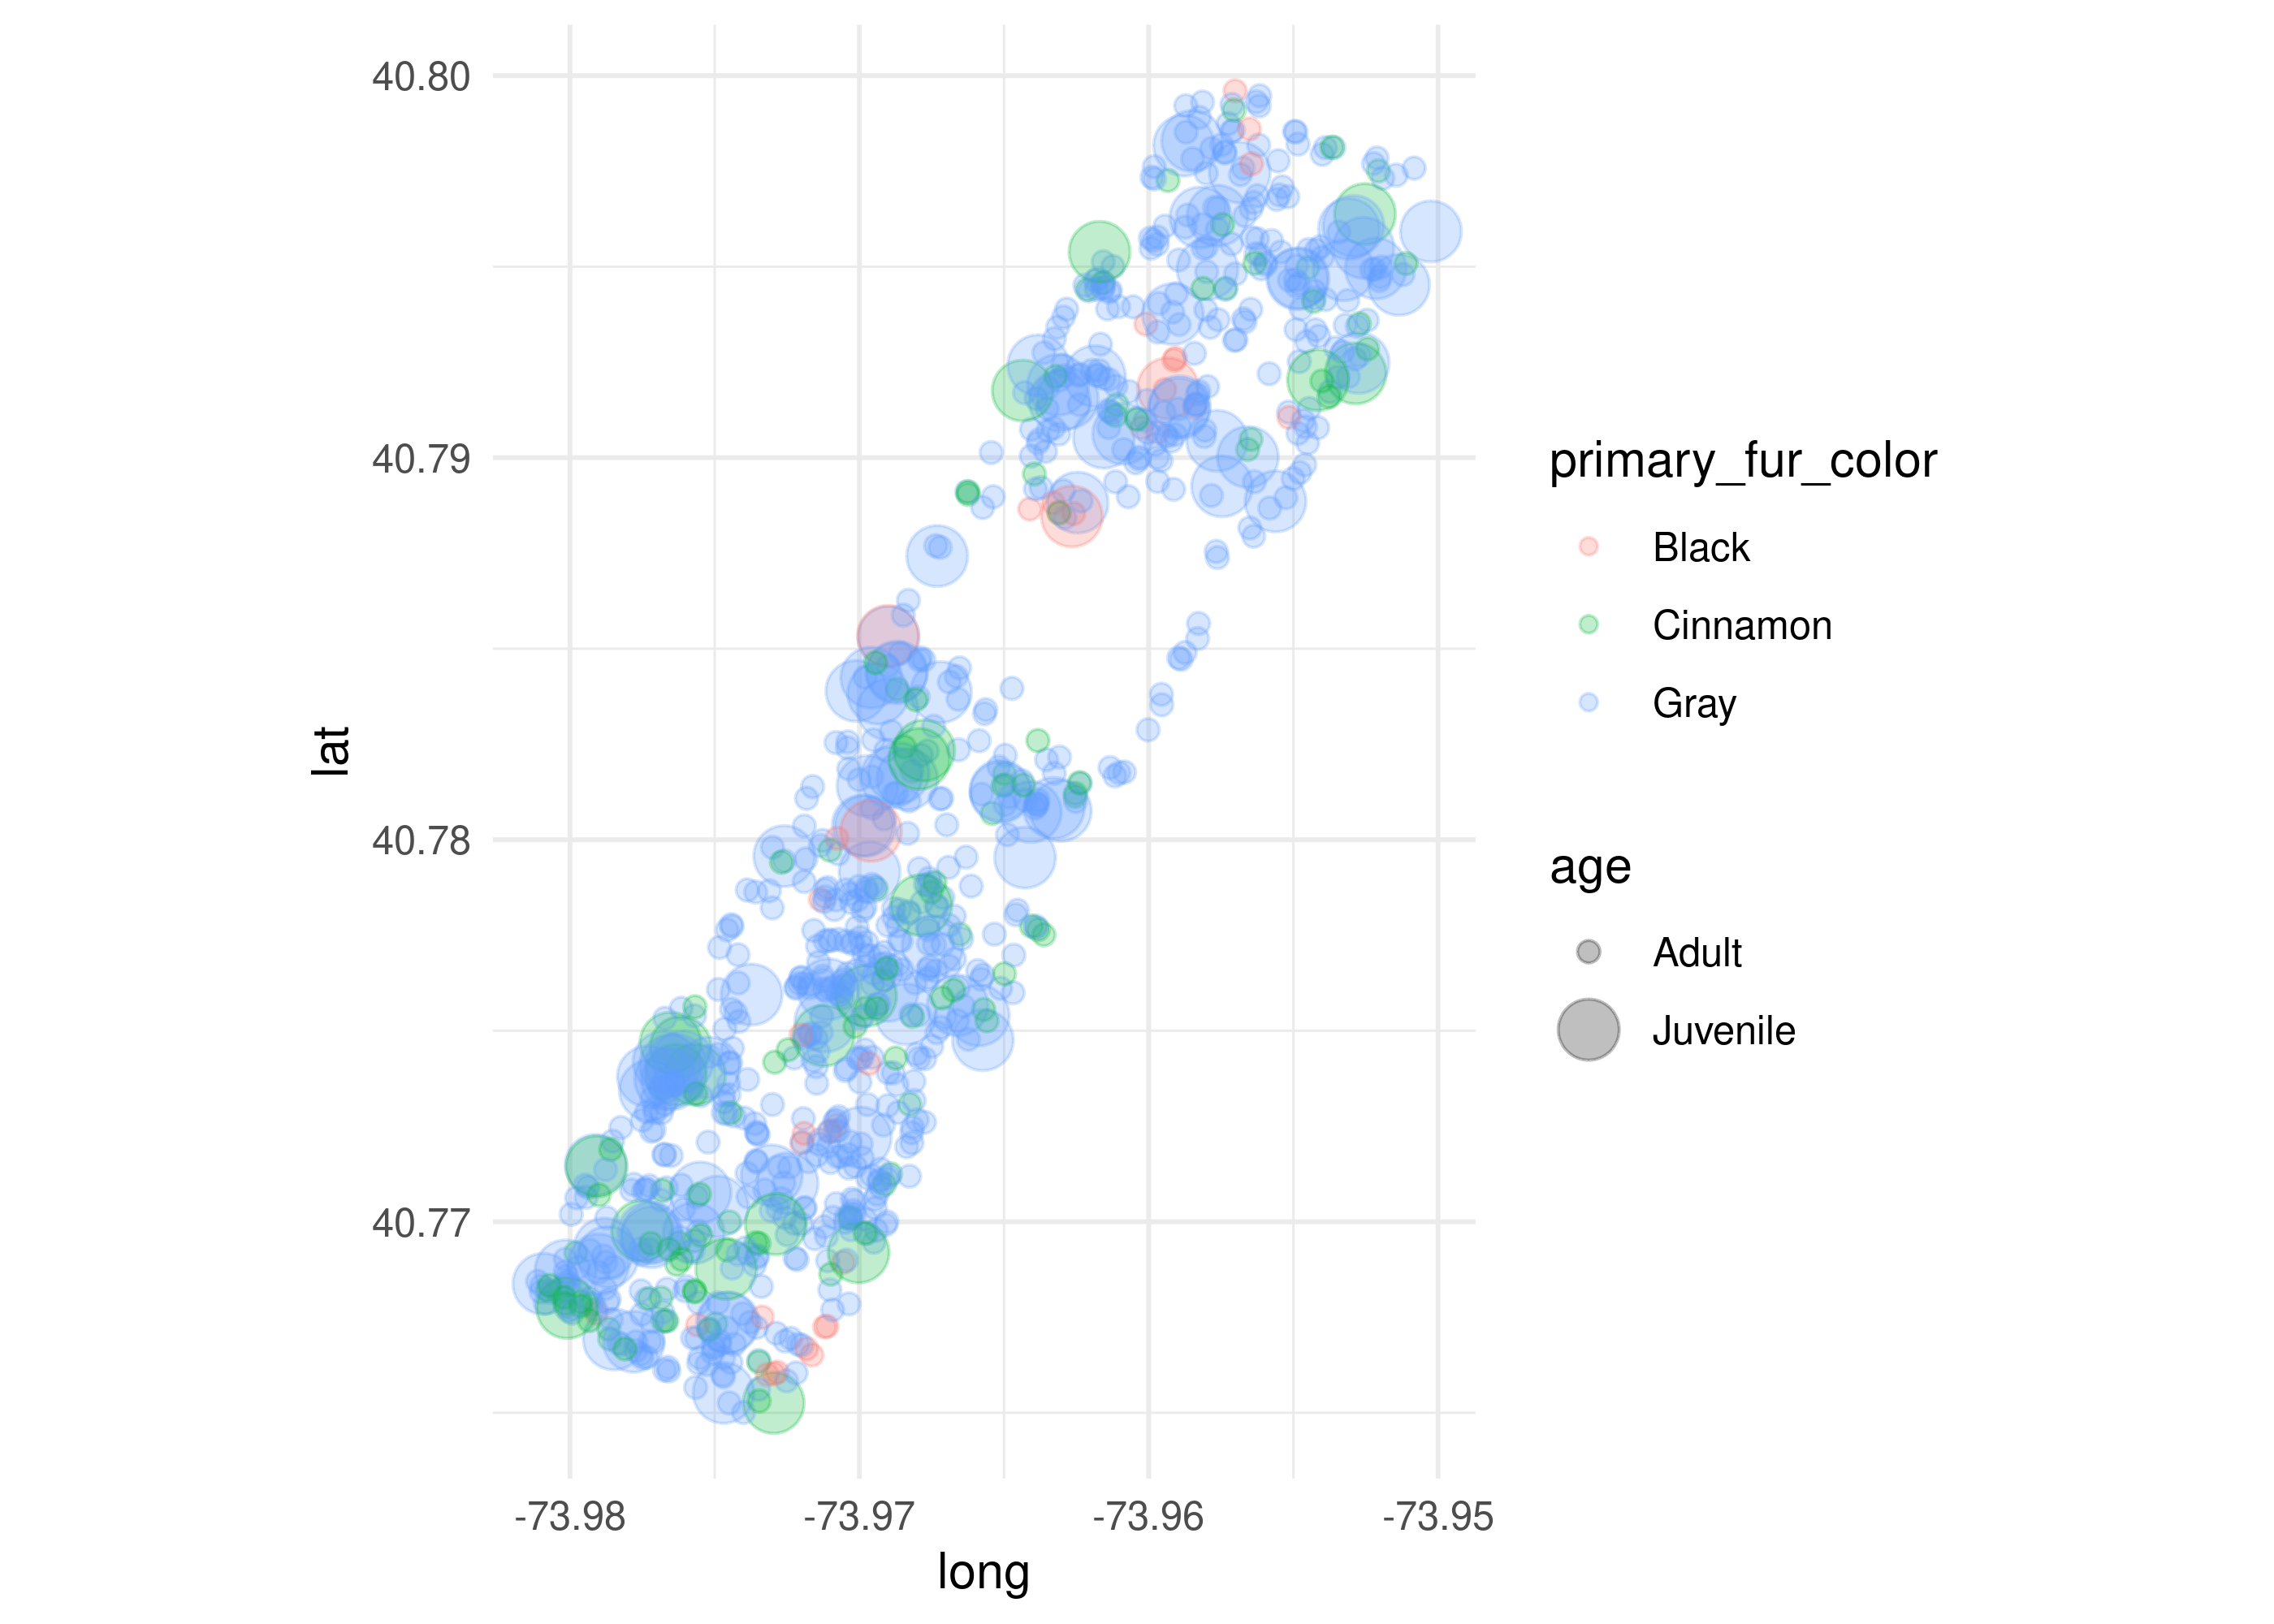 40.80
40.79
40.78
40.77
lat
-73.98
-73.97
-73.96
-73.95
long
primary_fur_color
Black
Cinnamon
Gray
age
Adult
Juvenile